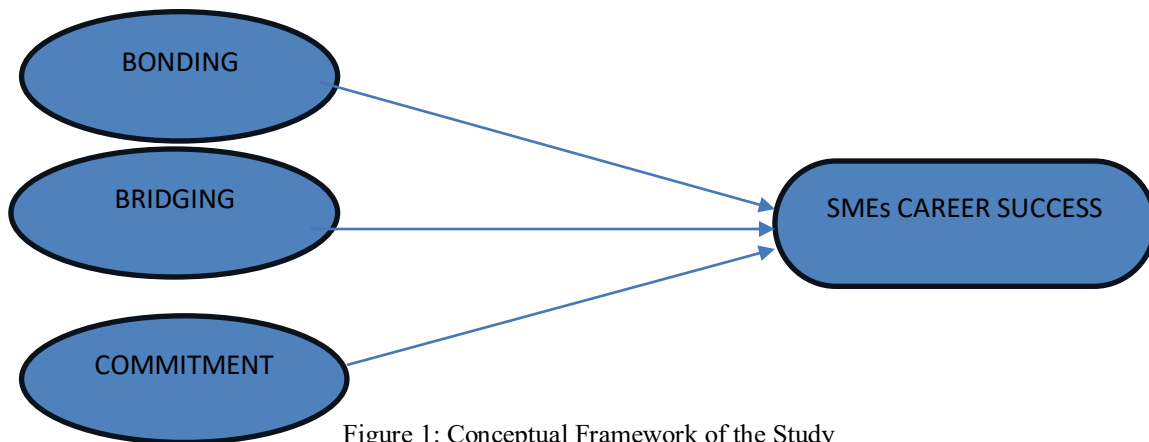 BONDING
BRIDGING
SMEs CAREER SUCCESS
COMMITMENT
Figure 1: Conceptual Framework of the Study